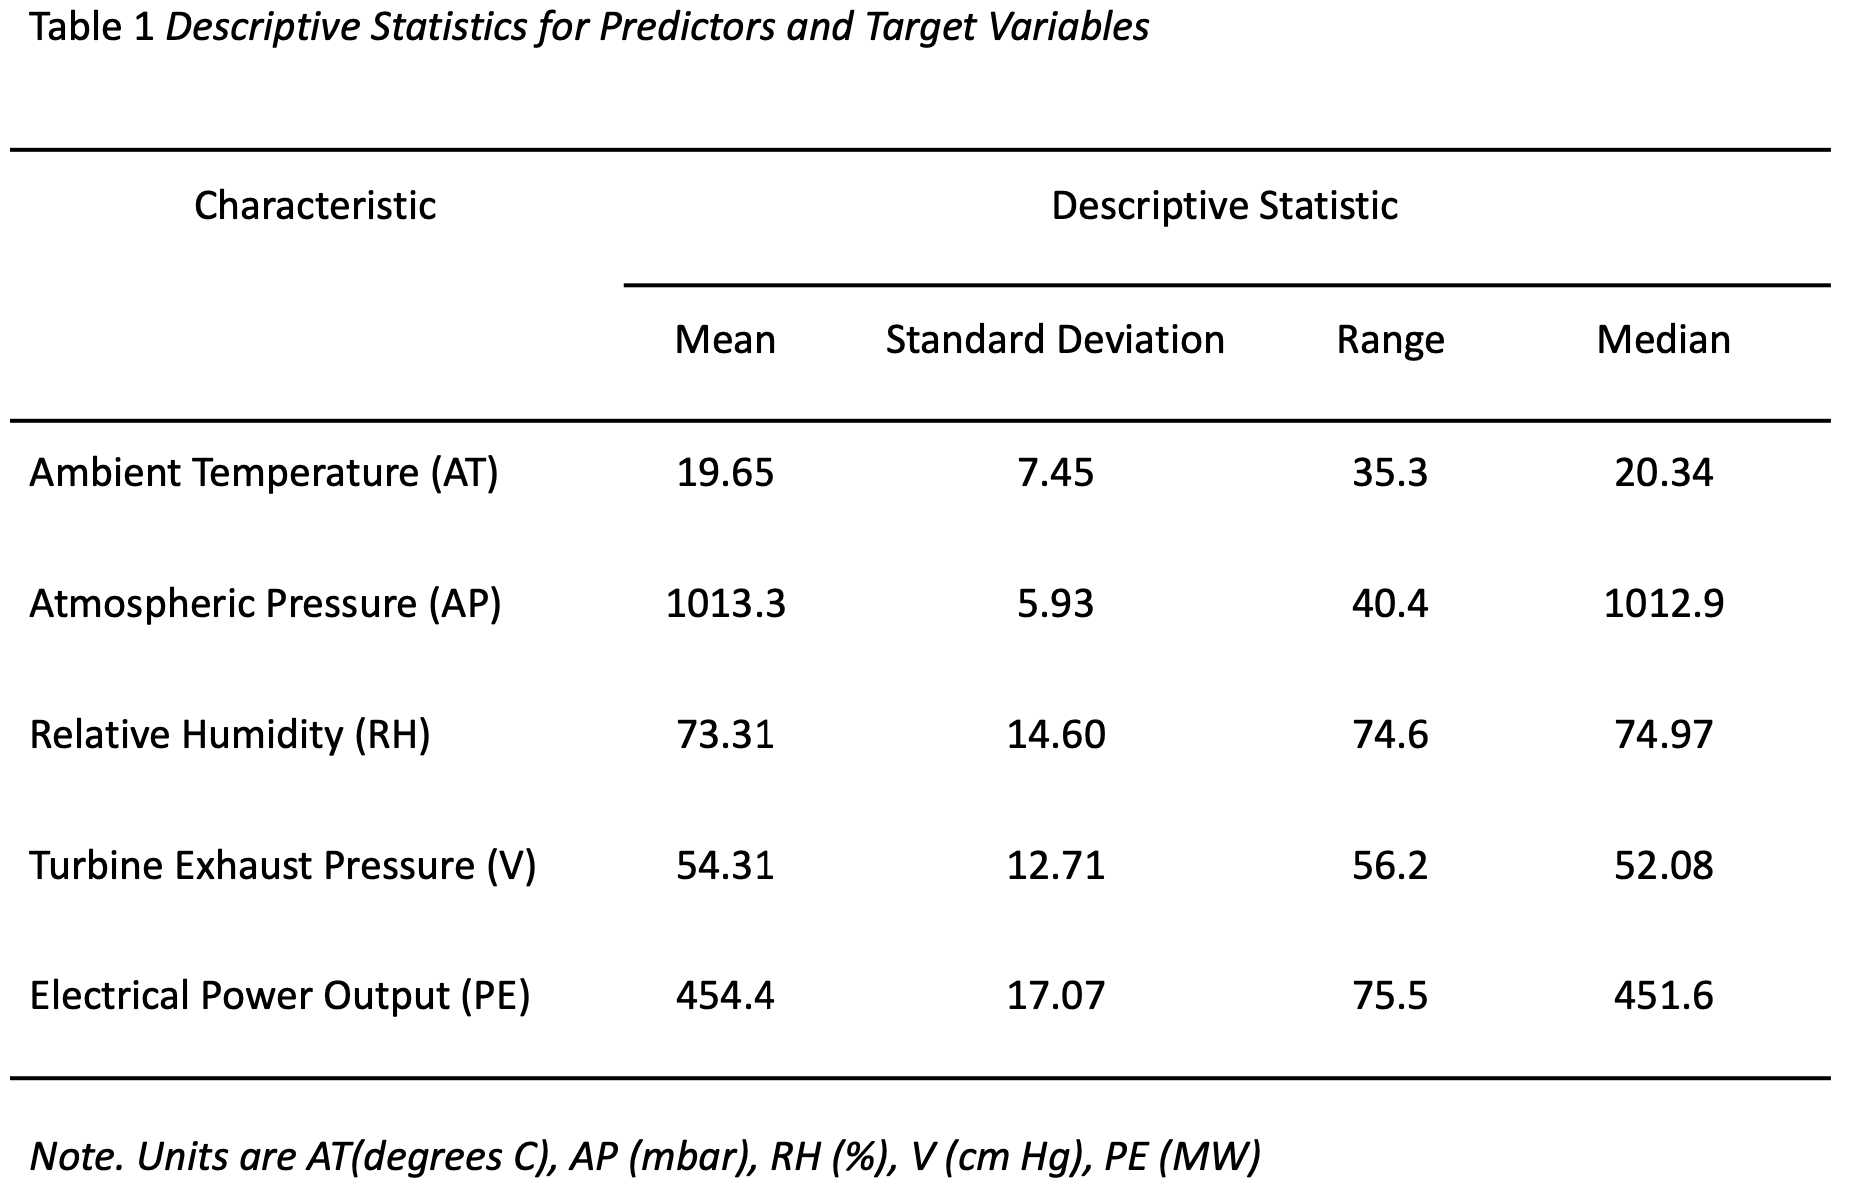 Table 1 Descriptive Statistics for Predictors and Target Variables
Characteristic Descriptive Statistic
Mean Standard Deviation Range Median
Ambient Temperature (AT) 19.65 7.45 35.3 20.34
Atmospheric Pressure (AP) 1013.3 5.93 40.4 1012.9
Relative Humidity (RH) 73.31 14.60 74.6 74.97
Turbine Exhaust Pressure (V) 54.31 12.71 56.2 52.08
Electrical Power Output (PE) 454.4 17.07 75.5 451.6
Note. Units are AT(degrees C), AP (mbar), RH (%), V (cm Hg), PE (MW)